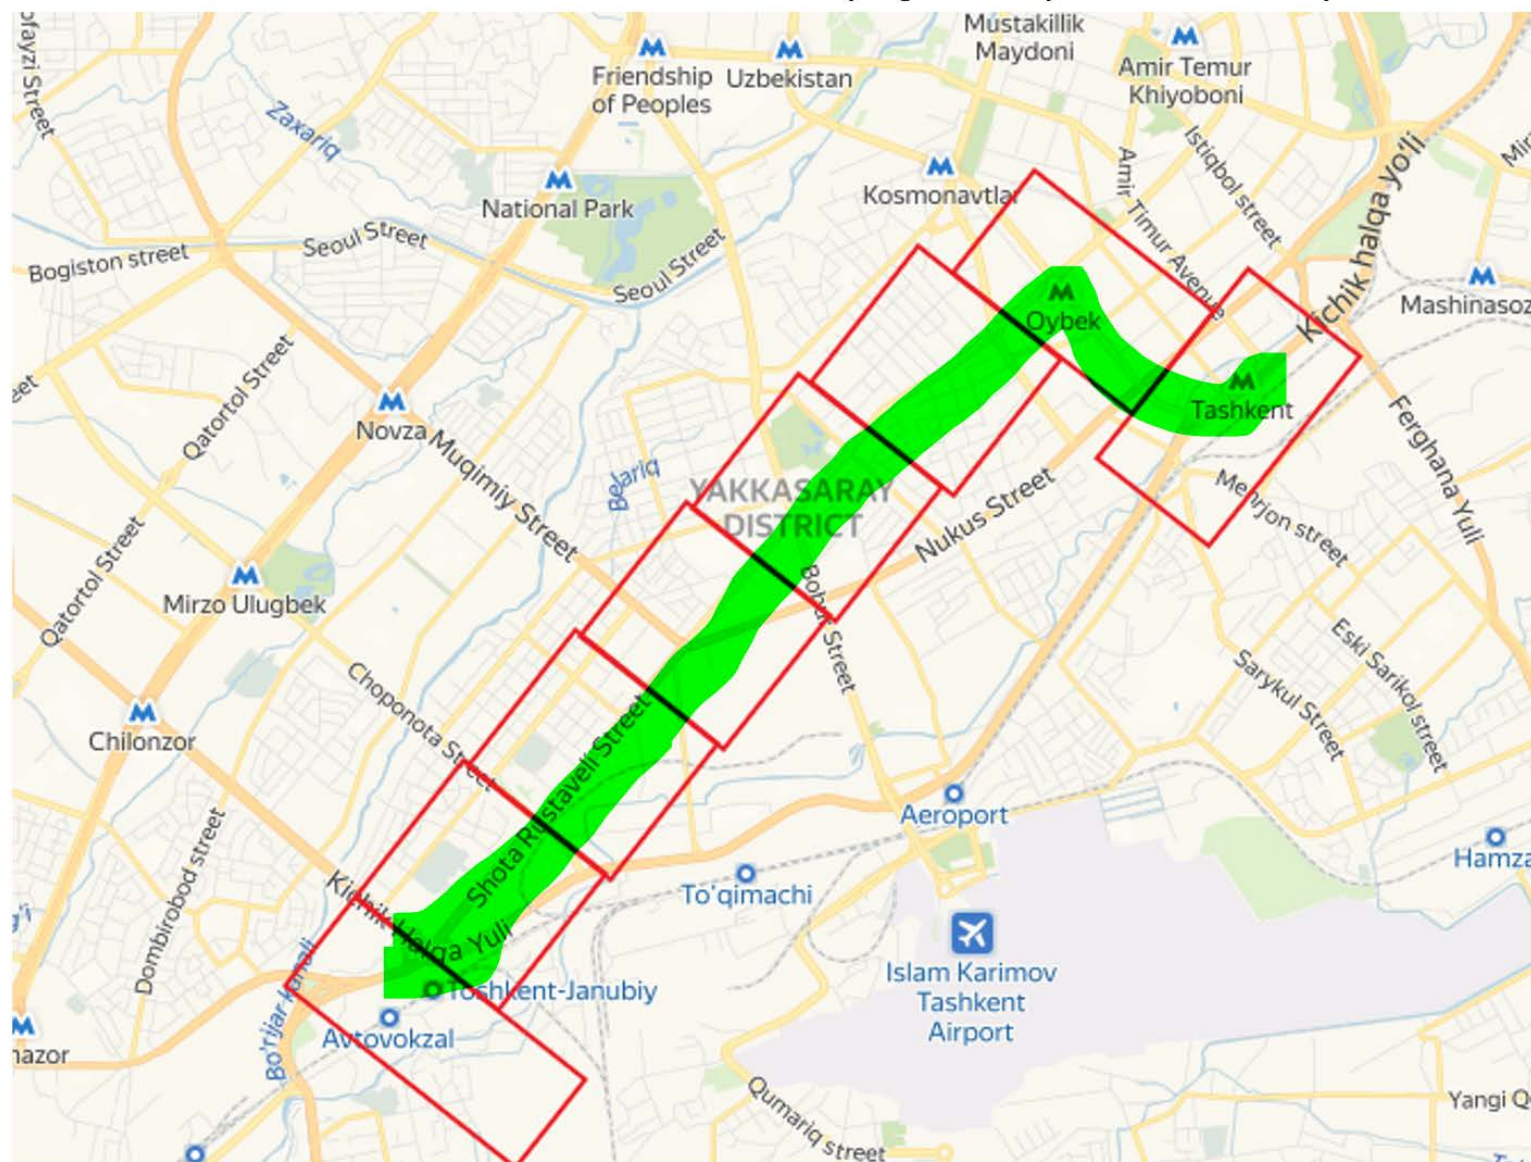 Mustakillik
Maydoni
Friendship
of Peoples
Uzbekistan
Amir Temur
Khiyoboni
Zaxariq
Istiqbol street
Kosmonavtlar
National Park
Amir Timur Avenue
Kichik halqa yo'li
Bogiston street
Seoul Street
Seoul Street
Mashinasoz
Oybek
Tashkent
Qatortol Street
Novza
Muqimiy Street
Ferghana Yuli
Belariq
YAKKASARAY
DISTRICT
Nukus Street
Mehrjon street
Qatortol Street
Mirzo Ulugbek
Street
Eski Sarikol street
Sarykul Street
Choponota Street
Chilonzor
Shota Rustaveli Street
Aeroport
Hamza
To'qimachi
Dombirobod street
Kichik Halqa Yuli
Toshkent-Janubiy
Avtovokzal
Bo'rijar kanali
Islam Karimov
Tashkent
Airport
Qumariq street
Yangi Q